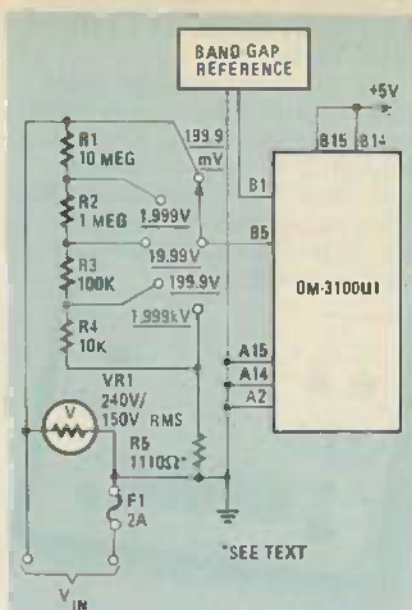 BAND GAP
REFERENCE
+5V
R1
10 MEG
199.9
mV
B15
B14
B1
R2
1 MEG
1.999V
B5
19.99V
R3
100K
199.9V
DM-3100U1
1.999kV
R4
10K
A15
A14
A2
VR1
240V/
150V RMS
V
R5
1110Ω*
F1
2A
*SEE TEXT
VIN